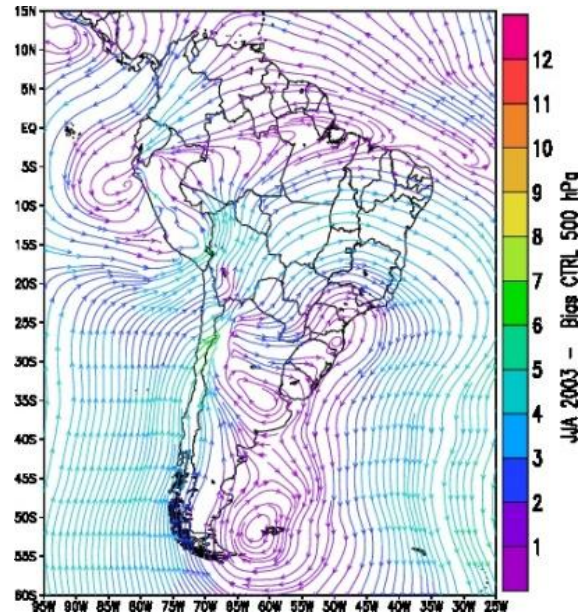 15N
10N
5N
EQ
5S
10S
15S
20S
25S
30S
35S
40S
45S
50S
55S
60S
95W 90W 85W 80W 75W 70W 65W 60W 55W 50W 45W 40W 35W 30W 25W
12
11
10
9
8
7
6
5
4
3
2
1
JJA 2003 - Bias CTRL 500 hPa